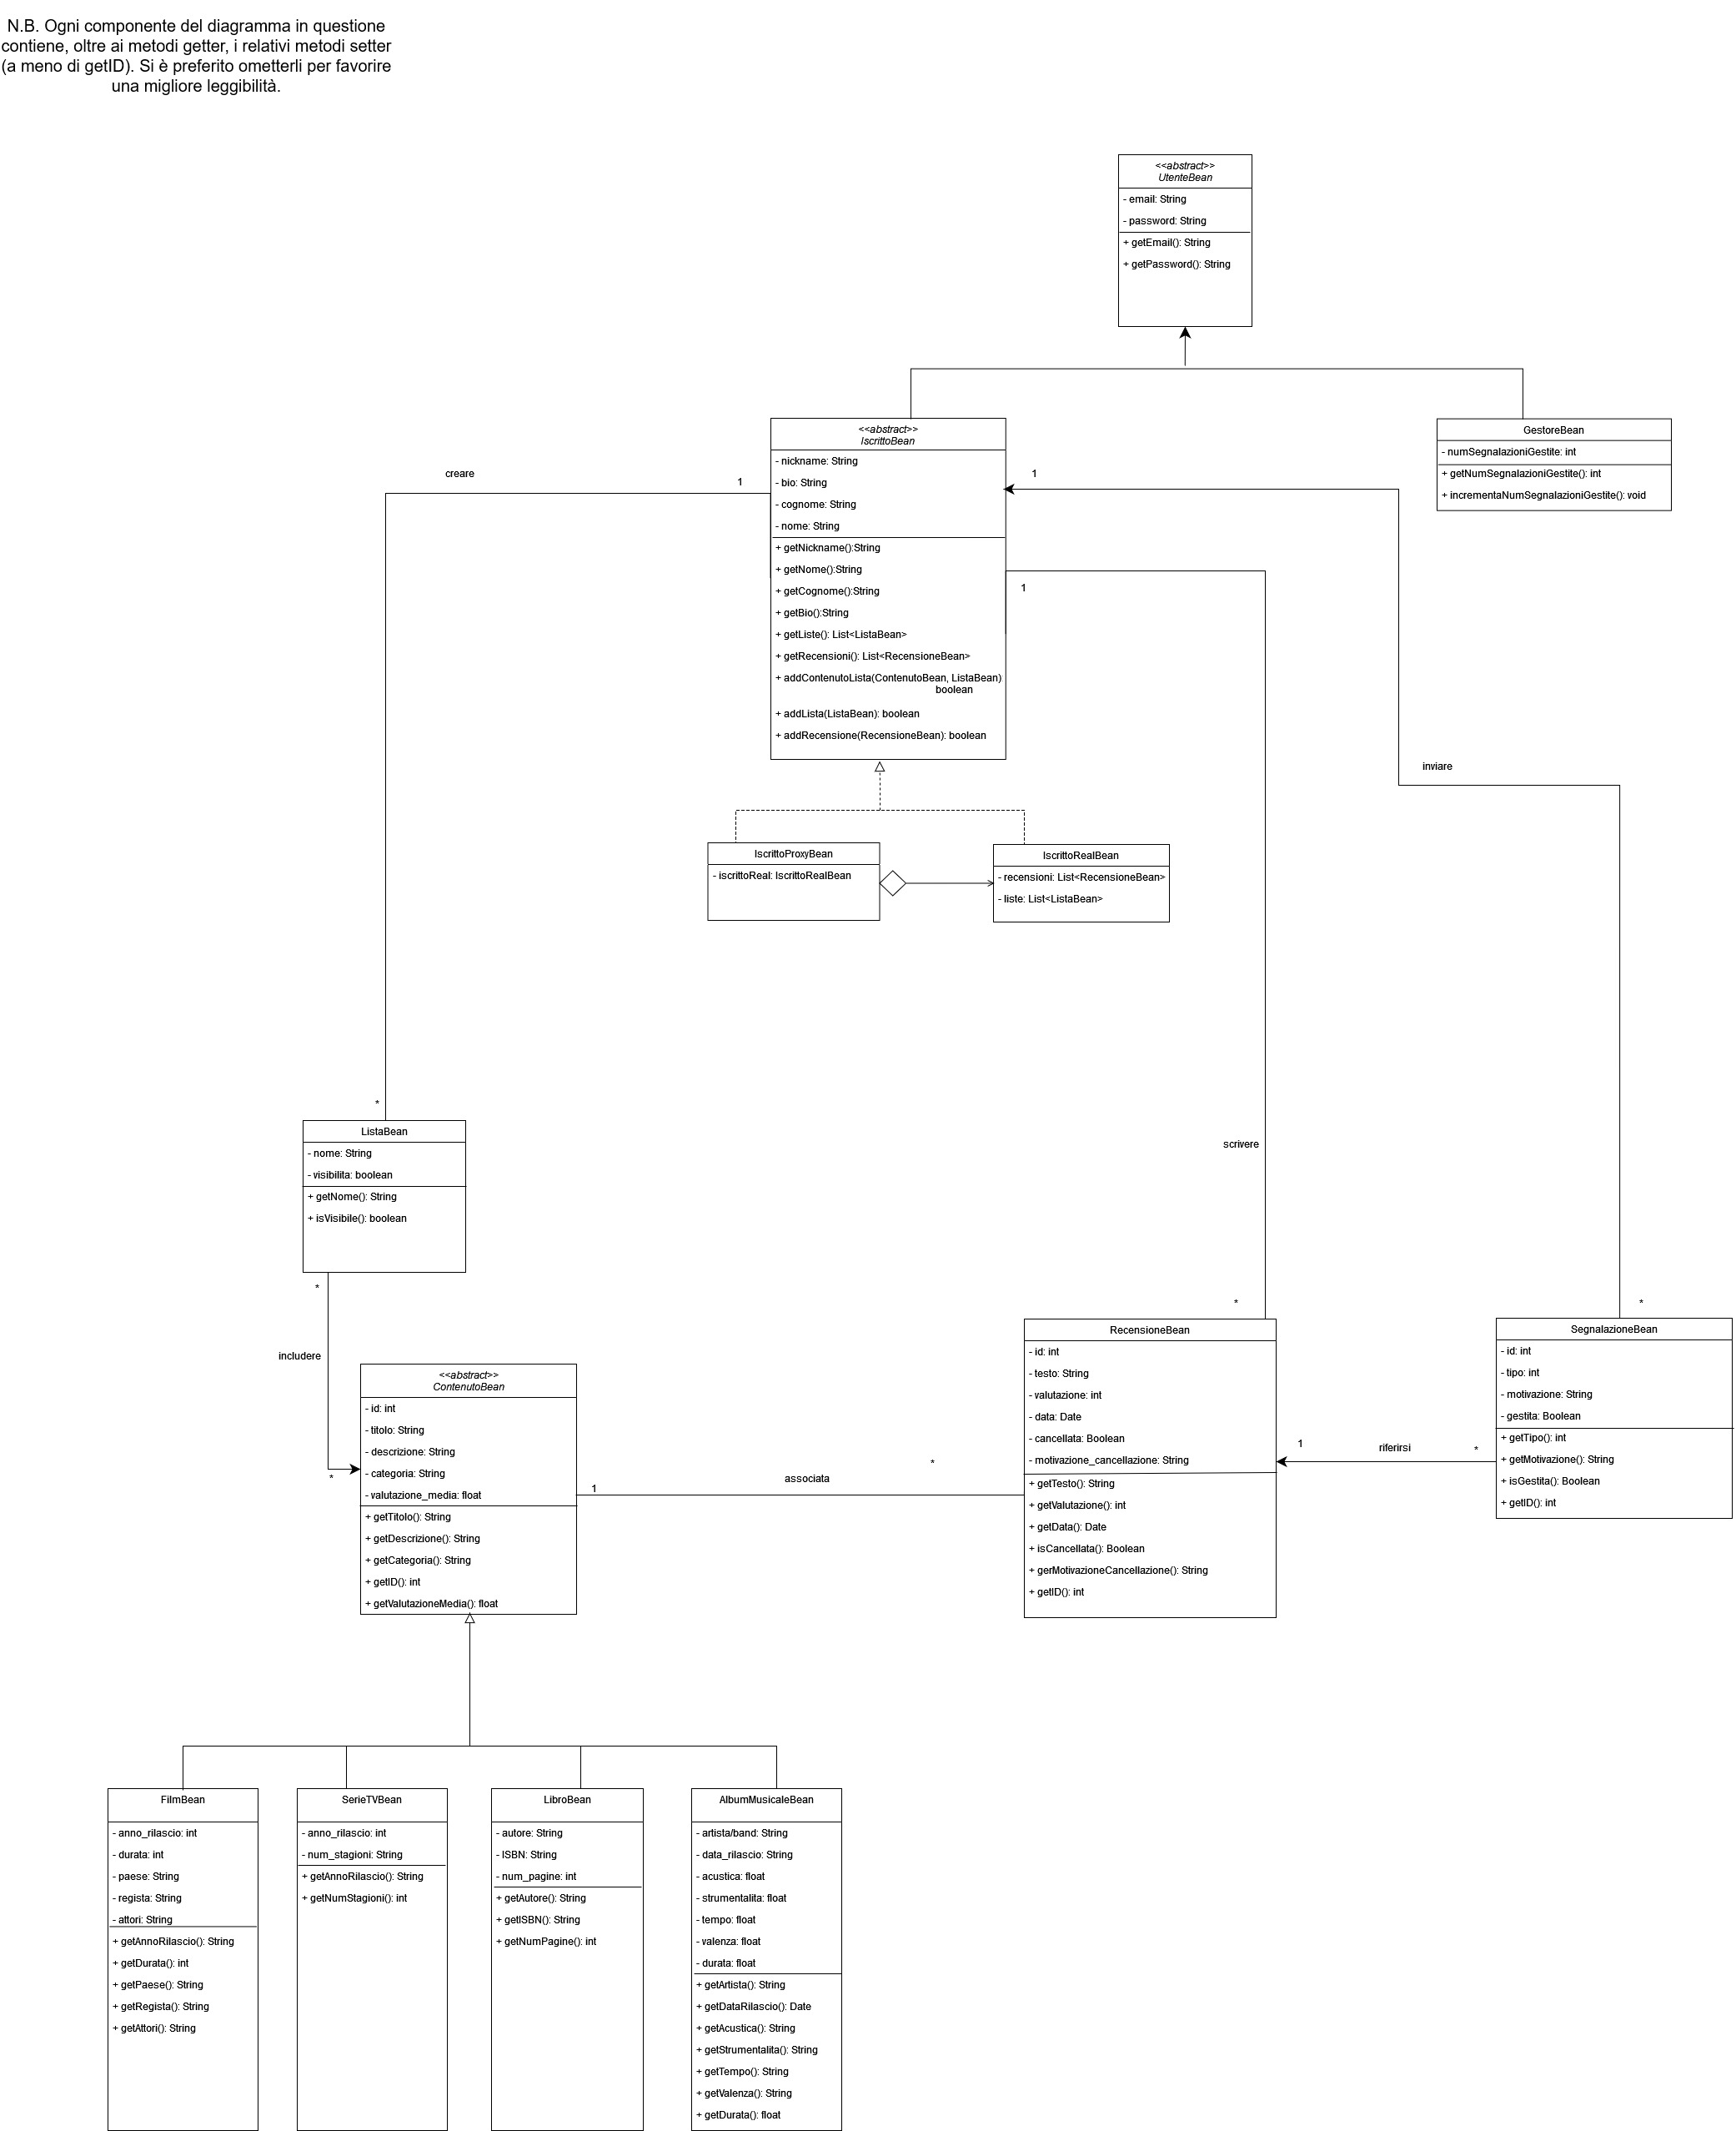 N.B. Ogni componente del diagramma in questione
contiene, oltre ai metodi getter, i relativi metodi setter
(a meno di getID). Si è preferito ometterli per favorire
una migliore leggibilità.
<<abstract>>
UtenteBean
- email: String
- password: String
+ getEmail(): String
+ getPassword(): String
<<abstract>>
IscrittoBean
- nickname: String
- bio: String
- cognome: String
- nome: String
+ getNickname():String
+ getNome():String
+ getCognome():String
+ getBio():String
+ getListe(): List<ListaBean>
+ getRecensioni(): List<RecensioneBean>
+ addContenutoLista(ContenutoBean, ListaBean)
boolean
+ addLista(ListaBean): boolean
+ addRecensione(RecensioneBean): boolean
GestoreBean
- numSegnalazioniGestite: int
+ getNumSegnalazioniGestite(): int
+ incrementaNumSegnalazioniGestite(): void
creare
1
1
1
inviare
IscrittoProxyBean
- iscrittoReal: IscrittoRealBean
IscrittoRealBean
- recensioni: List<RecensioneBean>
- liste: List<ListaBean>
*
ListaBean
- nome: String
- visibilita: boolean
+ getNome(): String
+ isVisibile(): boolean
scrivere
*
includere
*
*
*
<<abstract>>
ContenutoBean
- id: int
- titolo: String
- descrizione: String
- categoria: String
- valutazione_media: float
+ getTitolo(): String
+ getDescrizione(): String
+ getCategoria(): String
+ getID(): int
+ getValutazioneMedia(): float
1
associata
*
RecensioneBean
- id: int
- testo: String
- valutazione: int
- data: Date
- cancellata: Boolean
- motivazione_cancellazione: String
+ getTesto(): String
+ getValutazione(): int
+ getData(): Date
+ isCancellata(): Boolean
+ gerMotivazioneCancellazione(): String
+ getID(): int
1
riferirsi
*
SegnalazioneBean
- id: int
- tipo: int
- motivazione: String
- gestita: Boolean
+ getTipo(): int
+ getMotivazione(): String
+ isGestita(): Boolean
+ getID(): int
FilmBean
- anno_rilascio: int
- durata: int
- paese: String
- regista: String
- attori: String
+ getAnnoRilascio(): String
+ getDurata(): int
+ getPaese(): String
+ getRegista(): String
+ getAttori(): String
SerieTVBean
- anno_rilascio: int
- num_stagioni: String
+ getAnnoRilascio(): String
+ getNumStagioni(): int
LibroBean
- autore: String
- ISBN: String
- num_pagine: int
+ getAutore(): String
+ getISBN(): String
+ getNumPagine(): int
AlbumMusicaleBean
- artista/band: String
- data_rilascio: String
- acustica: float
- strumentalita: float
- tempo: float
- valenza: float
- durata: float
+ getArtista(): String
+ getDataRilascio(): Date
+ getAcustica(): String
+ getStrumentalita(): String
+ getTempo(): String
+ getValenza(): String
+ getDurata(): float